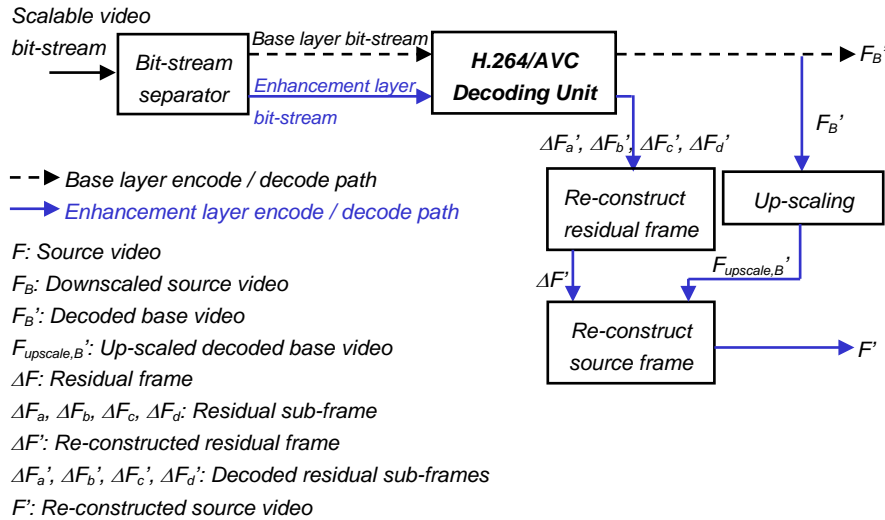 Scalable video
bit-stream
Bit-stream
separator
Base layer bit-stream
Enhancement layer
bit-stream
H.264/AVC
Decoding Unit
F_B’
F_B’
ΔF_a’, ΔF_b’, ΔF_c’, ΔF_d’
Re-construct
residual frame
Up-scaling
ΔF’
F_upscale,B’
Re-construct
source frame
F’
Base layer encode / decode path
Enhancement layer encode / decode path
F: Source video
F_B: Downscaled source video
F_B’: Decoded base video
F_upscale,B’: Up-scaled decoded base video
ΔF: Residual frame
ΔF_a, ΔF_b, ΔF_c, ΔF_d: Residual sub-frame
ΔF’: Re-constructed residual frame
ΔF_a’, ΔF_b’, ΔF_c’, ΔF_d’: Decoded residual sub-frames
F’: Re-constructed source video